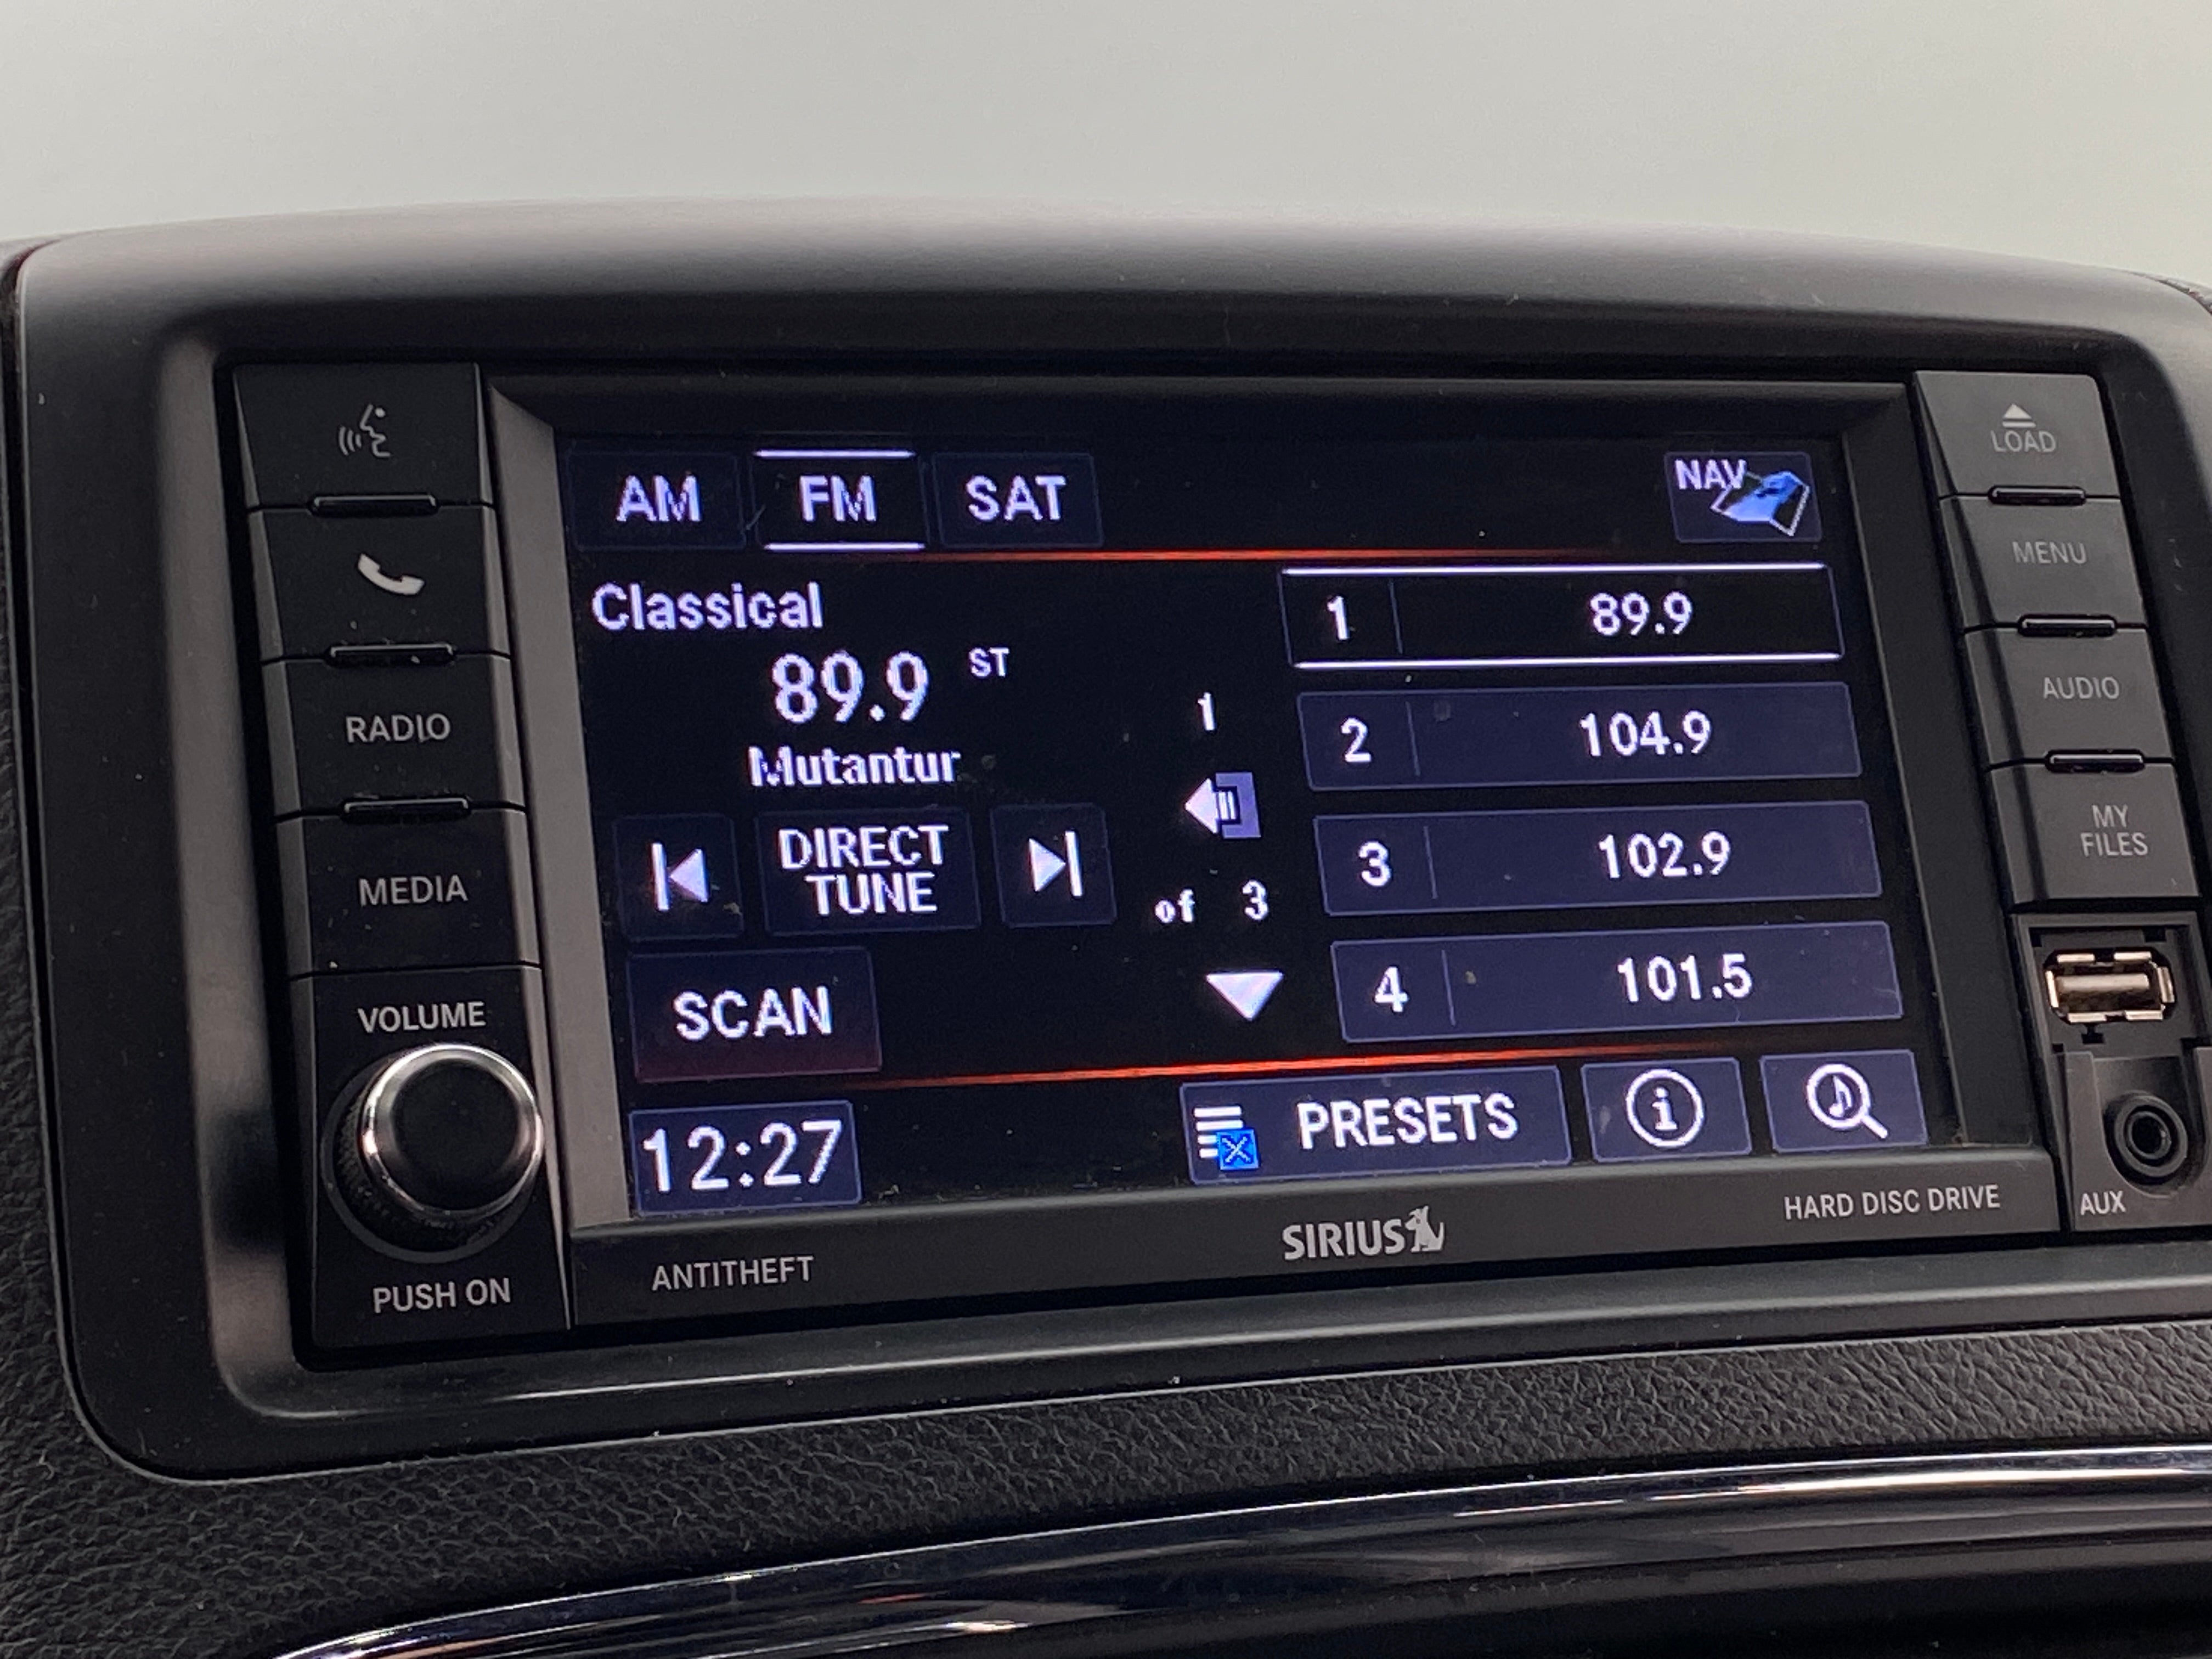 AM FM SAT NAV
Classical
89.9 ST
Mutantur
DIRECT
TUNE
SCAN
12:27
1
of 3
1 89.9
2 104.9
3 102.9
4 101.5
PRESETS
i
RADIO
MEDIA
VOLUME
PUSH ON
LOAD
MENU
AUDIO
MY
FILES
AUX
ANTITHEFT
SIRIUS
HARD DISC DRIVE